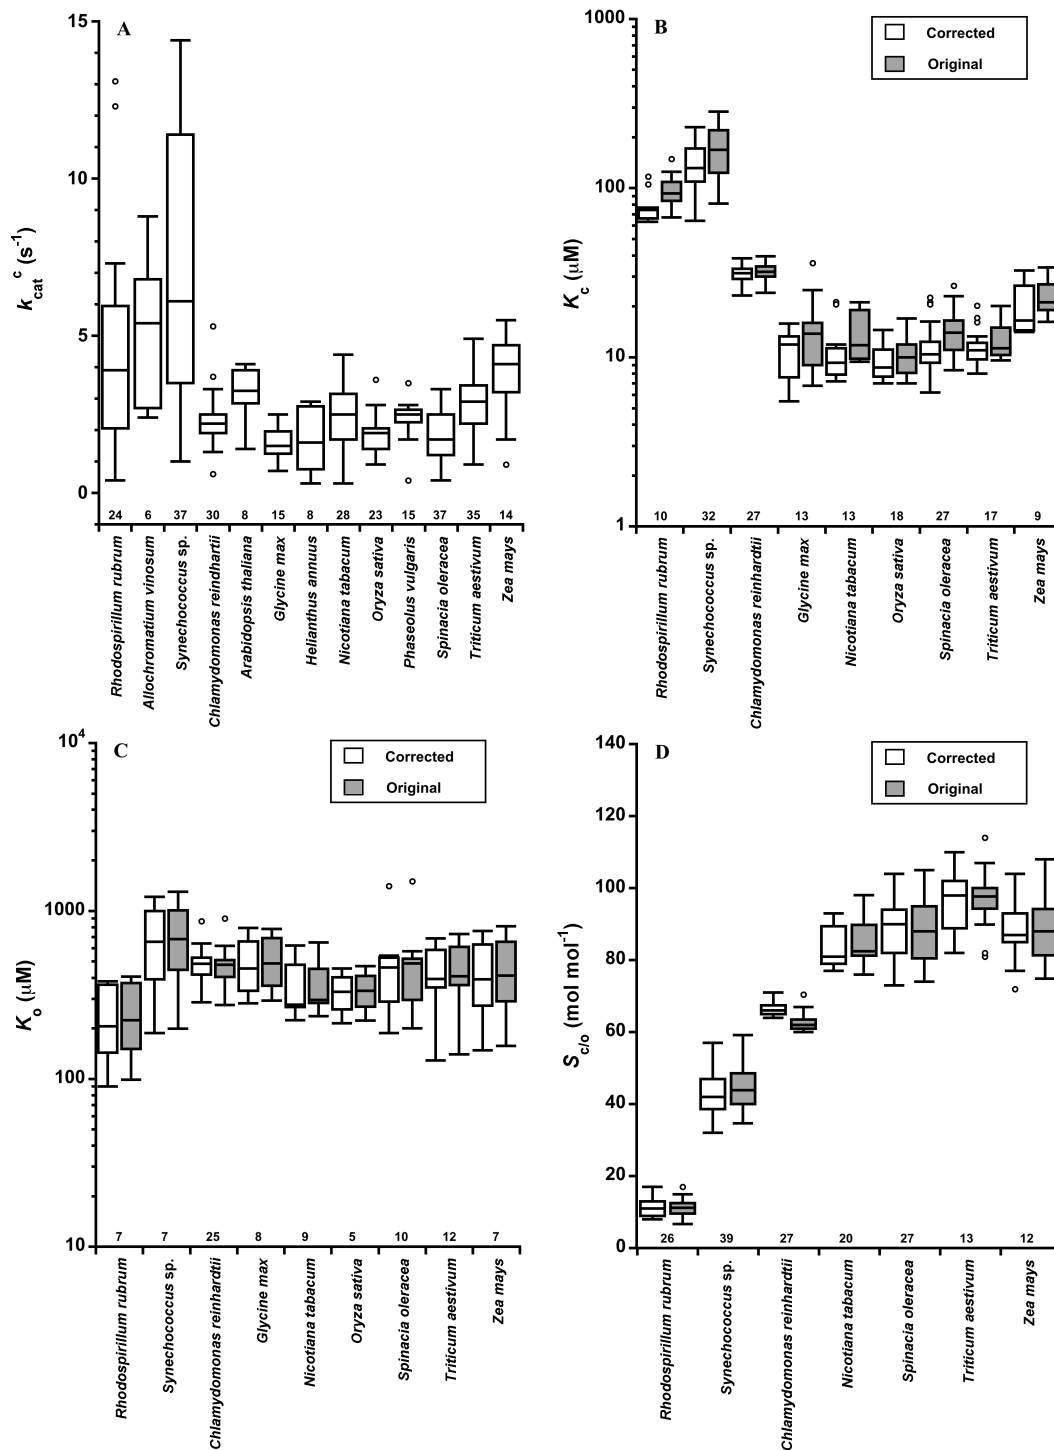 A
15
10
5
0
k cat c (s-1)
24 6 37 30 8 15 8 28 23 15 37 35 14
Rhodospirillum rubrum
Allochromatium vinosum
Synechococcus sp.
Chlamydomonas reindhartii
Arabidopsis thaliana
Glycine max
Helianthus annuus
Nicotiana tabacum
Oryza sativa
Phaseolus vulgaris
Spinacia oleracea
Triticum aestivum
Zea mays
B
Corrected
Original
1000
100
10
1
Kc (μM)
10 32 27 13 13 18 27 17 9
Rhodospirillum rubrum
Synechococcus sp.
Chlamydomonas reinhardtii
Glycine max
Nicotiana tabacum
Oryza sativa
Spinacia oleracea
Triticum aestivum
Zea mays
C
Corrected
Original
10^4
1000
100
10
Ko (μM)
7 7 25 8 9 5 10 12 7
Rhodospirillum rubrum
Synechococcus sp.
Chlamydomonas reinhardtii
Glycine max
Nicotiana tabacum
Oryza sativa
Spinacia oleracea
Triticum aestivum
Zea mays
D
Corrected
Original
140
120
100
80
60
40
20
0
Sc/o (mol mol-1)
26 39 27 20 27 13 12
Rhodospirillum rubrum
Synechococcus sp.
Chlamydomonas reinhardtii
Nicotiana tabacum
Spinacia oleracea
Triticum aestivum
Zea mays